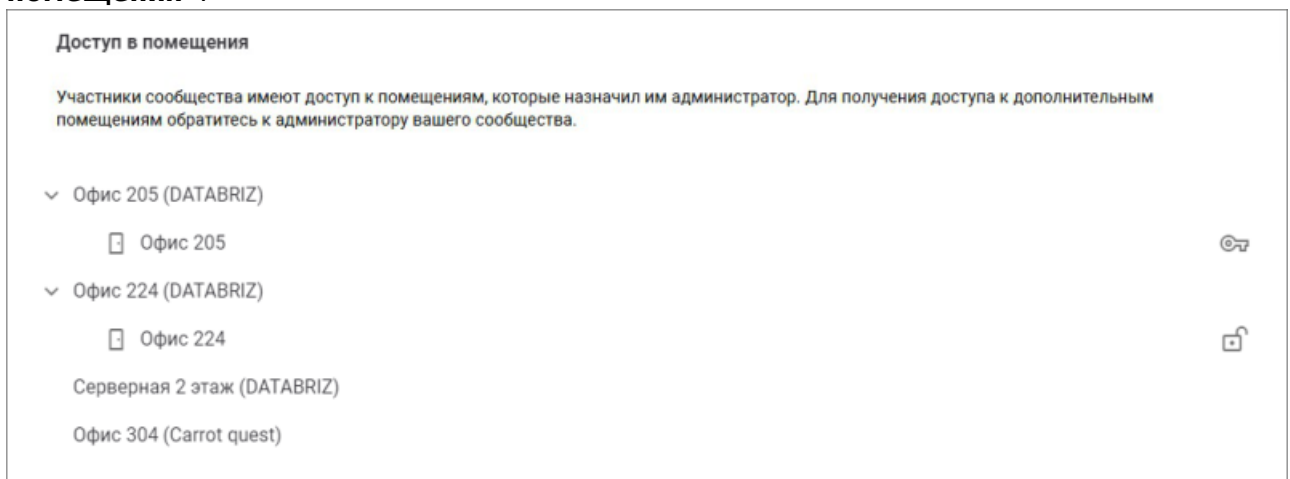 Доступ в помещения
Участники сообщества имеют доступ к помещениям, которые назначил им администратор. Для получения доступа к дополнительным
помещениям обратитесь к администратору вашего сообщества.
Офис 205 (DATABRIZ)
Офис 205
Офис 224 (DATABRIZ)
Офис 224
Серверная 2 этаж (DATABRIZ)
Офис 304 (Carrot quest)